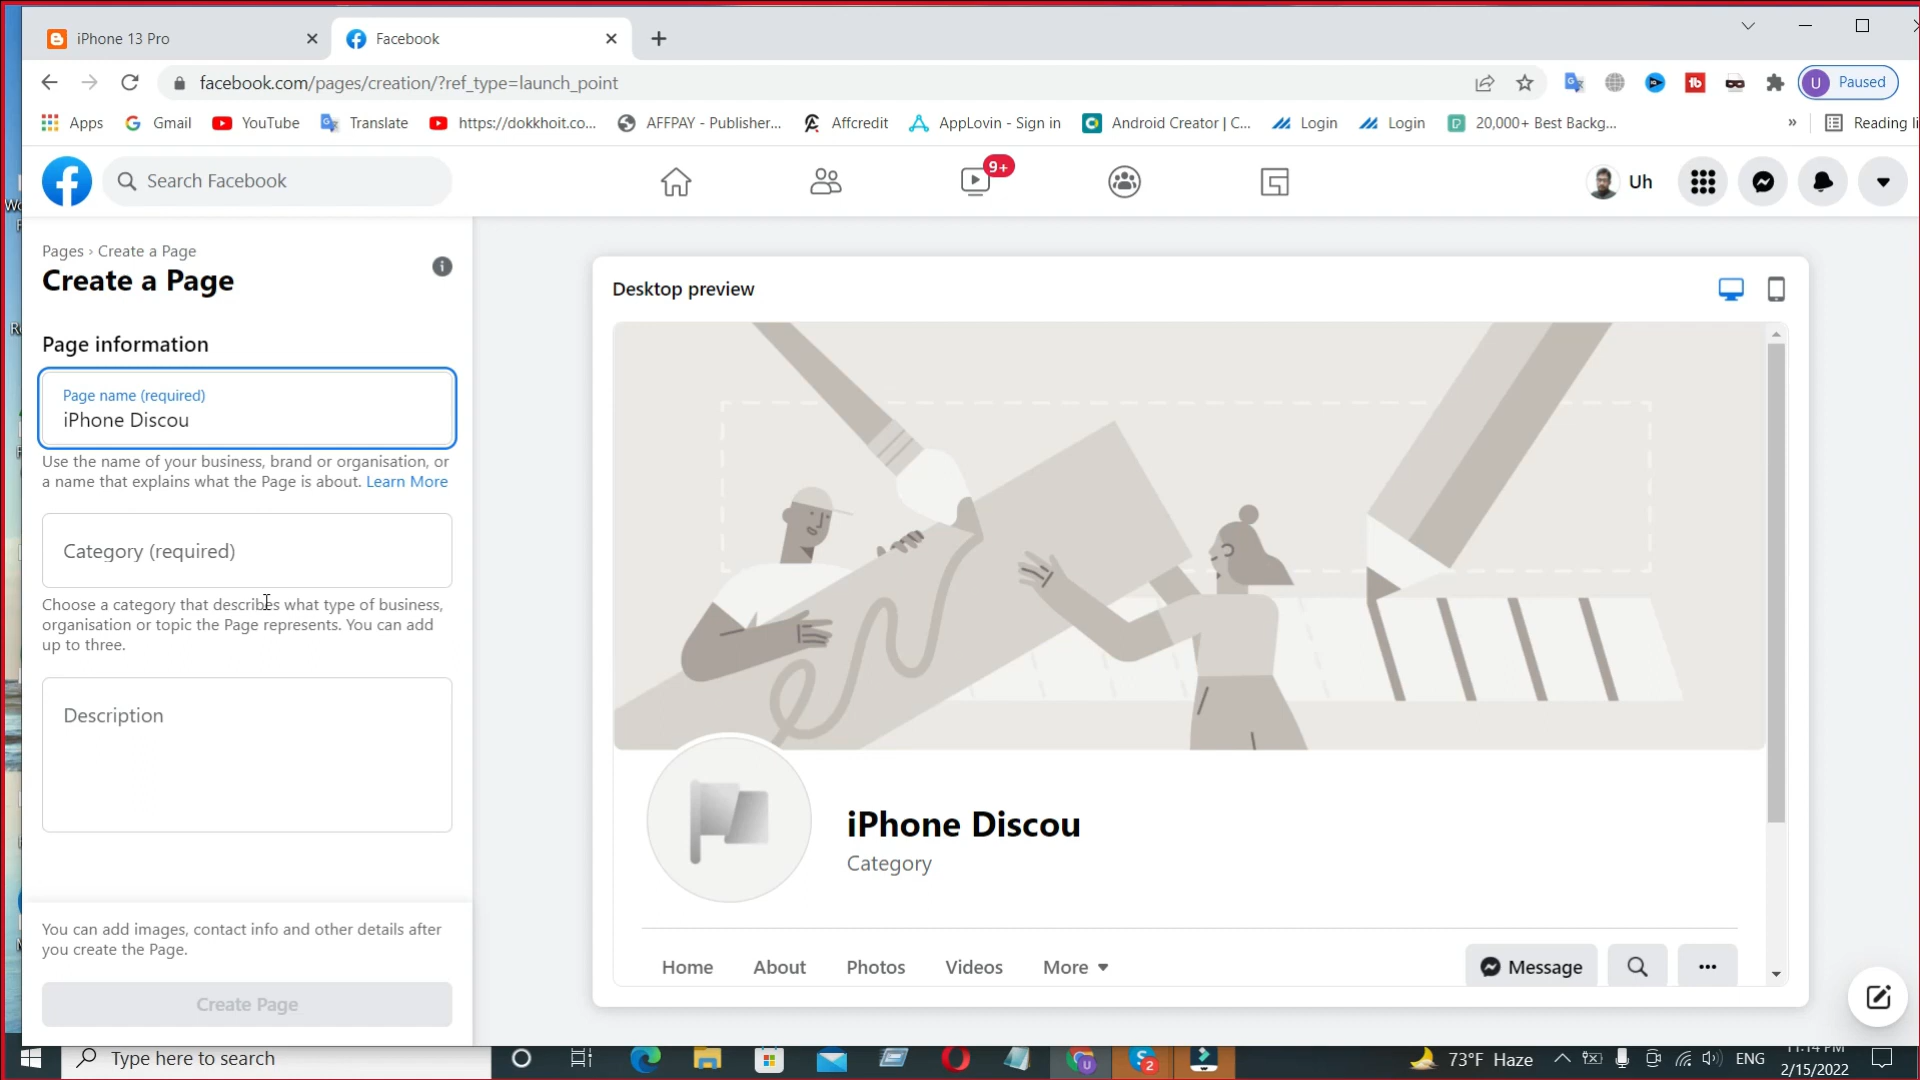 iPhone 13 Pro
Facebook
facebook.com/pages/creation/?ref_type=launch_point
U Paused
Apps
Gmail
YouTube
Translate
https://dokkhoit.co...
AFFPAY - Publisher...
Affcredit
AppLovin - Sign in
Android Creator | C...
Login
Login
20,000+ Best Backg...
»
Reading li
Search Facebook
9+
Uh
Pages › Create a Page
Create a Page
Page information
Page name (required)
iPhone Discou
Use the name of your business, brand or organisation, or
a name that explains what the Page is about. Learn More
Category (required)
Choose a category that describes what type of business,
organisation or topic the Page represents. You can add
up to three.
Description
You can add images, contact info and other details after
you create the Page.
Create Page
Desktop preview
iPhone Discou
Category
Home
About
Photos
Videos
More
Message
Type here to search
73°F Haze
ENG
11:14 PM
2/15/2022